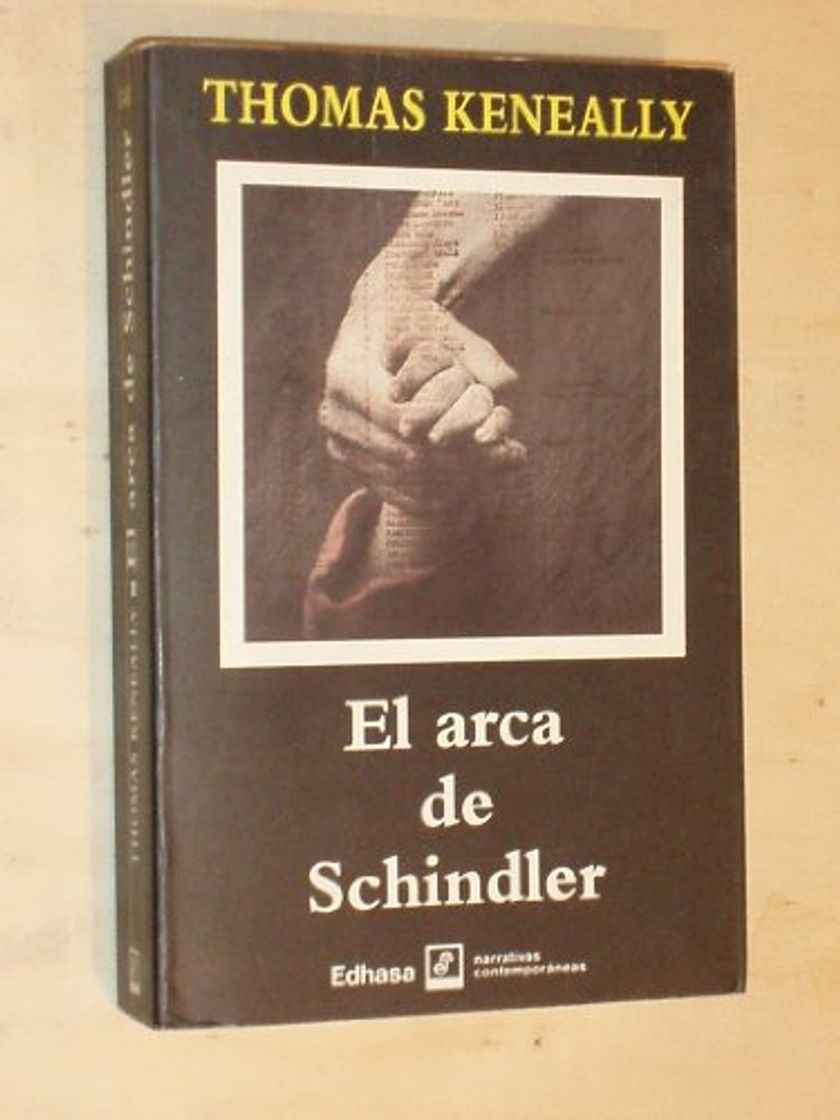 THOMAS KENEALLY
El arca
de
Schindler
Edhasa
narrativas
contemporáneas
THOMAS KENEALLY ■ El arca de Schindler